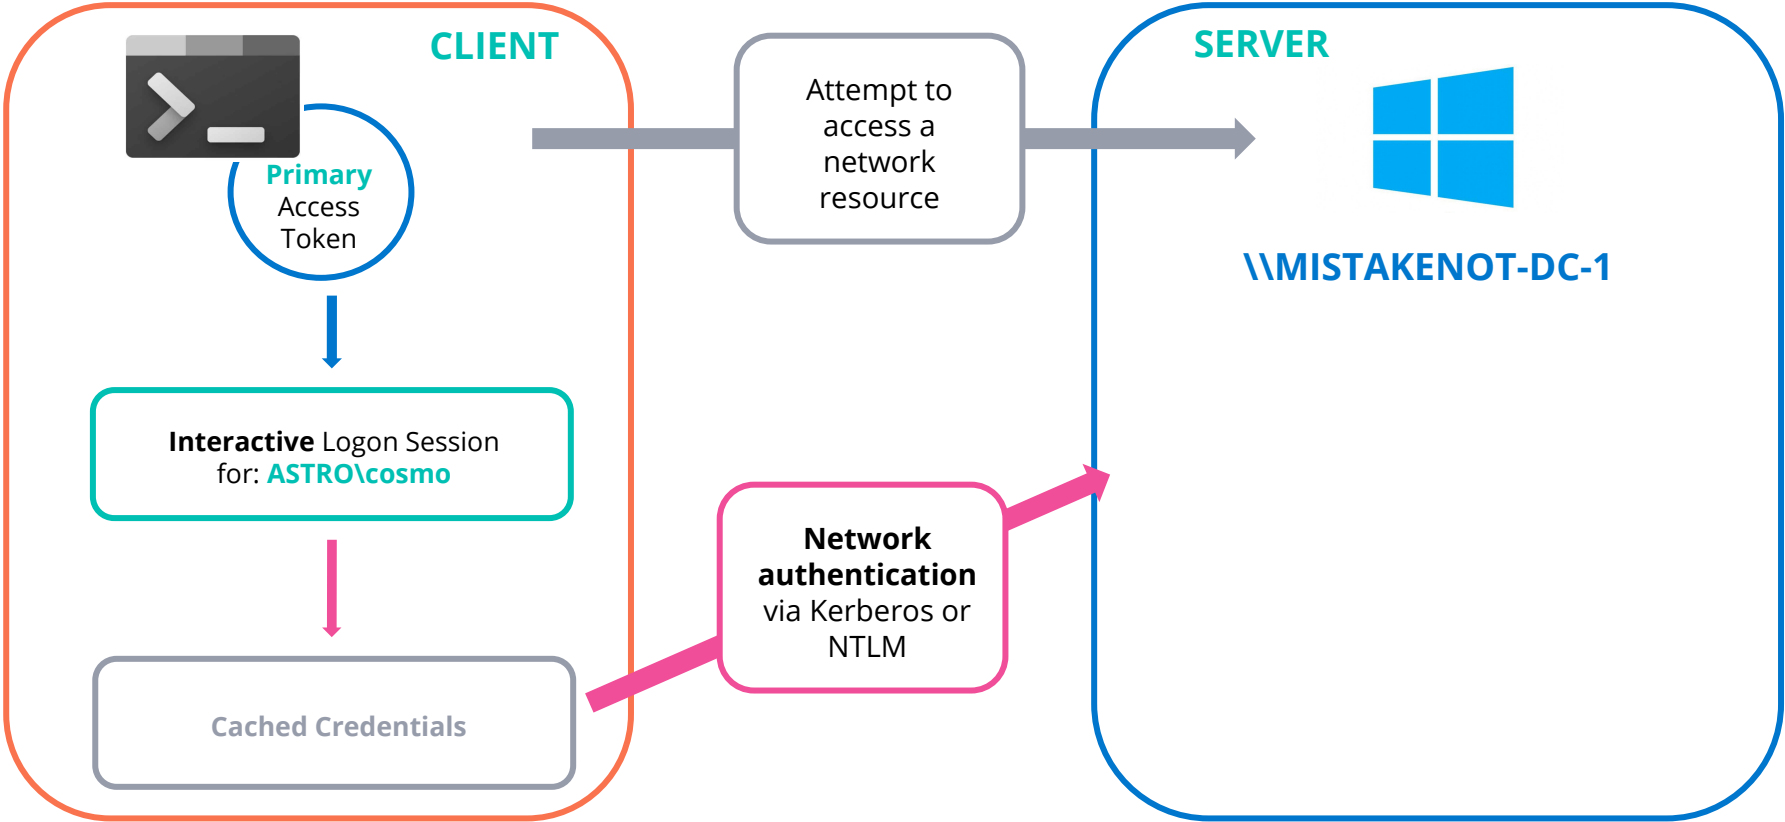 CLIENT
Primary
Access
Token
Interactive Logon Session
for: ASTRO\cosmo
Cached Credentials
Attempt to
access a
network
resource
Network
authentication
via Kerberos or
NTLM
SERVER
\\MISTAKENOT-DC-1